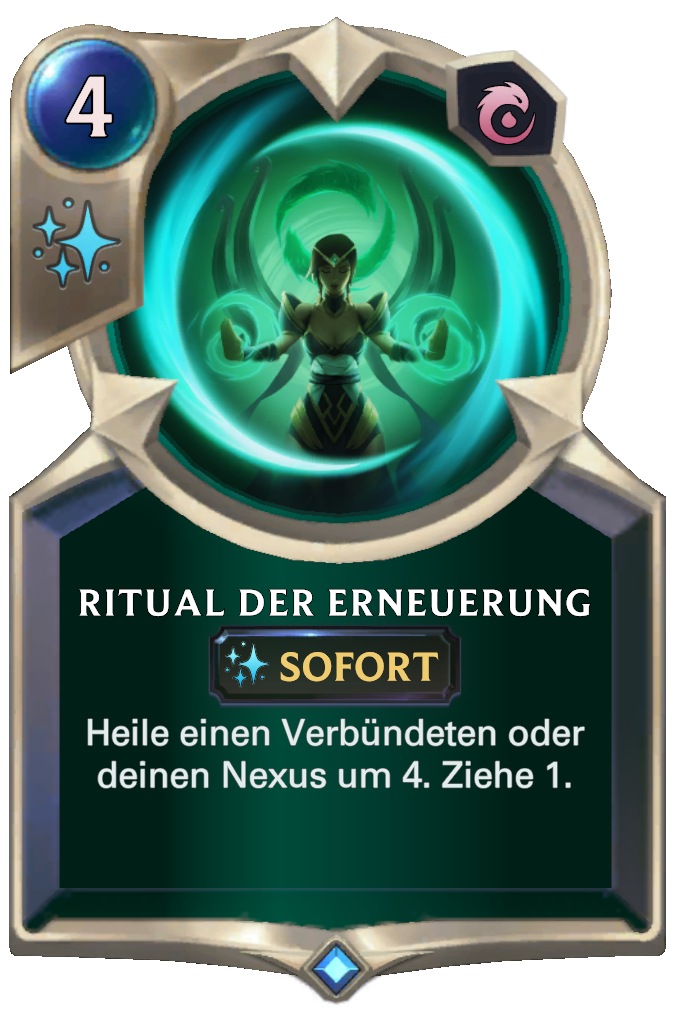 4
RITUAL DER ERNEUERUNG
SOFORT
Heile einen Verbündeten oder
deinen Nexus um 4. Ziehe 1.